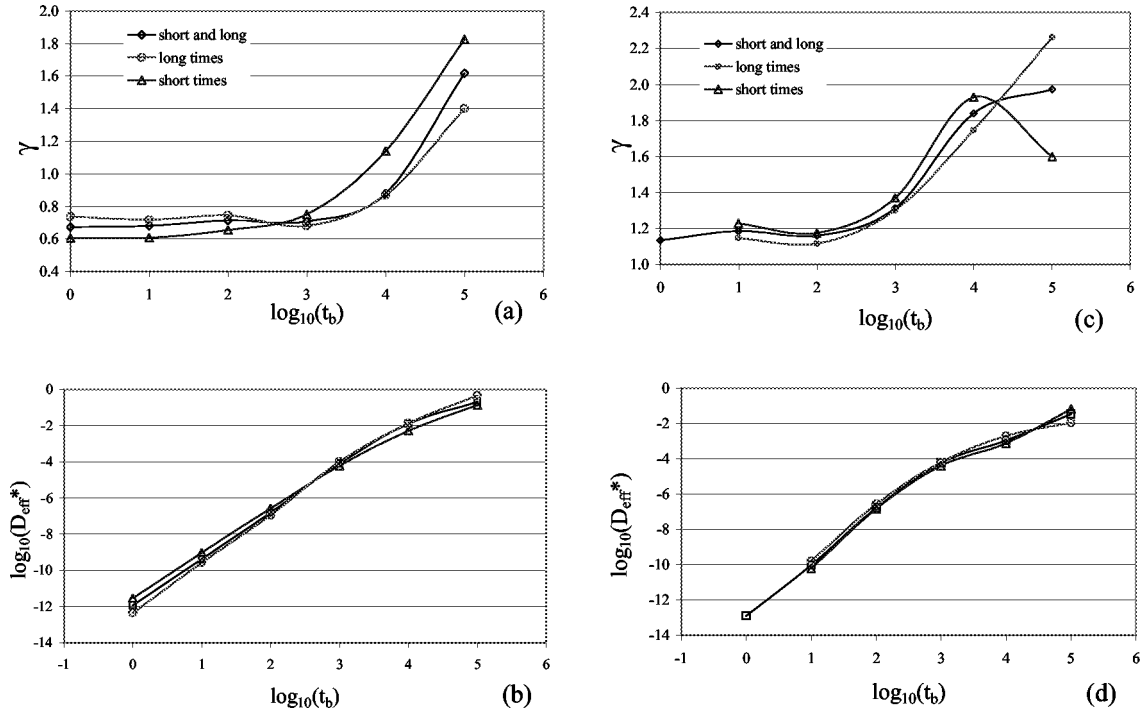 2.0
1.8
1.6
1.4
1.2
1.0
0.8
0.6
0.4
γ
short and long
long times
short times
0 1 2 3 4 5 6
log10(tb)
(a)
2.4
2.2
2.0
1.8
1.6
1.4
1.2
1.0
γ
short and long
long times
short times
0 1 2 3 4 5 6
log10(tb)
(c)
0
-2
-4
-6
-8
-10
-12
-14
log10(Deff*)
-1 0 1 2 3 4 5 6
log10(tb)
(b)
0
-2
-4
-6
-8
-10
-12
-14
log10(Deff*)
-1 0 1 2 3 4 5 6
log10(tb)
(d)